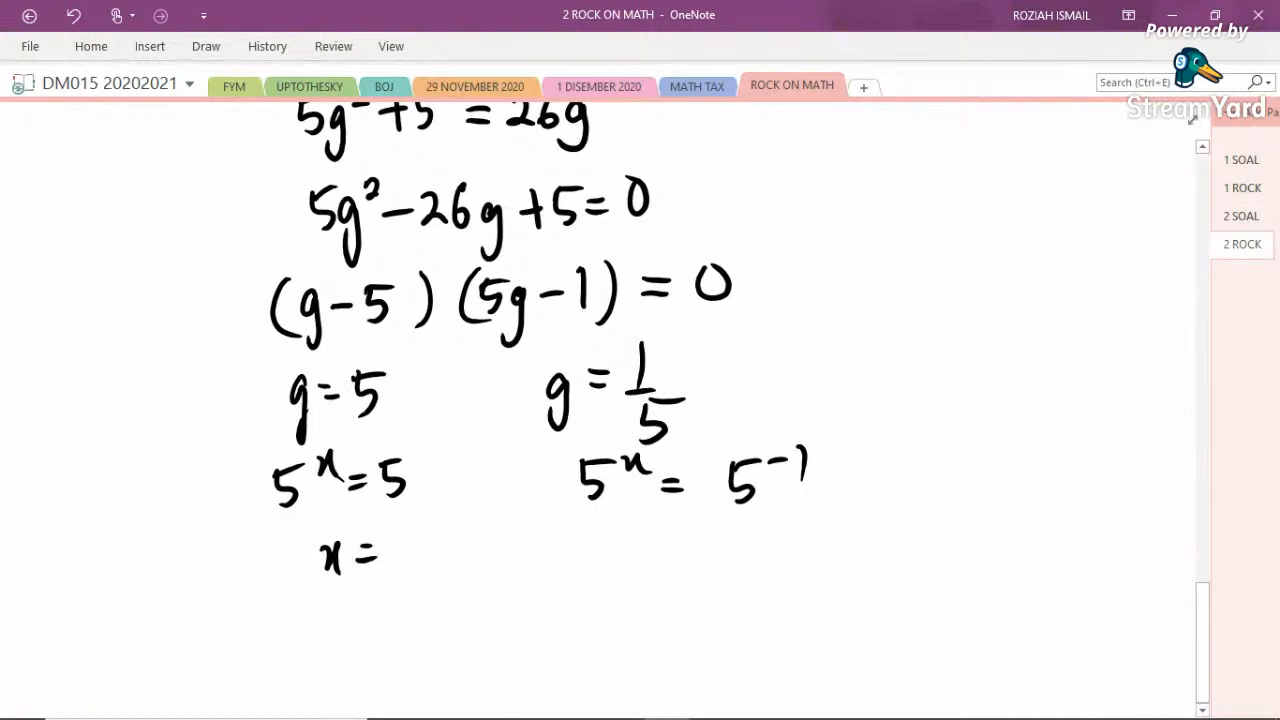 2 ROCK ON MATH - OneNote
ROZIAH ISMAIL
Powered by
File Home Insert Draw History Review View
DM015 20202021 FYM UPTOTHESKY BOJ 29 NOVEMBER 2020 1 DISEMBER 2020 MATH TAX ROCK ON MATH +
Search (Ctrl+E)
StreamYard
5g² + 5 = 26g
5g² - 26g + 5 = 0
(g - 5) (5g - 1) = 0
g = 5 g = 1/5
5ˣ = 5 5ˣ = 5⁻¹
x =
1 SOAL
1 ROCK
2 SOAL
2 ROCK